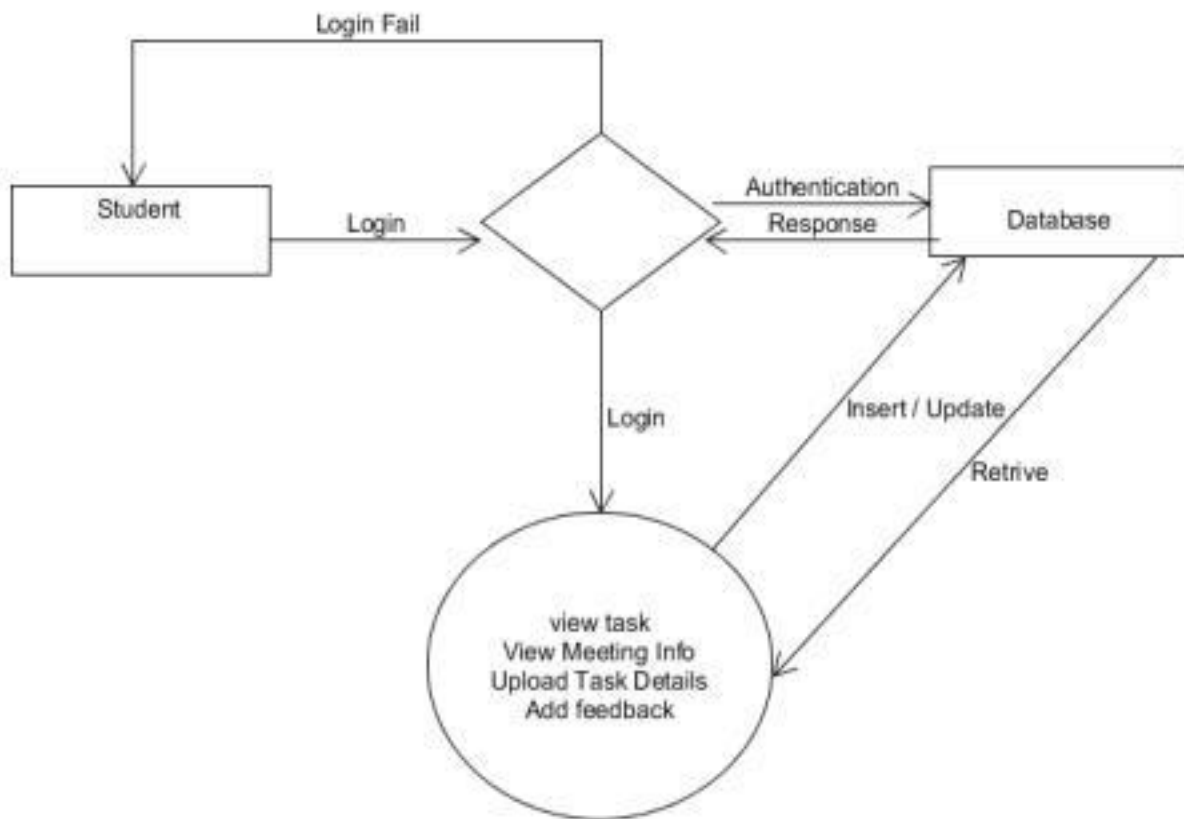 Login Fail
Student
Login
Authentication
Response
Database
Login
Insert / Update
Retrive
view task
View Meeting Info
Upload Task Details
Add feedback